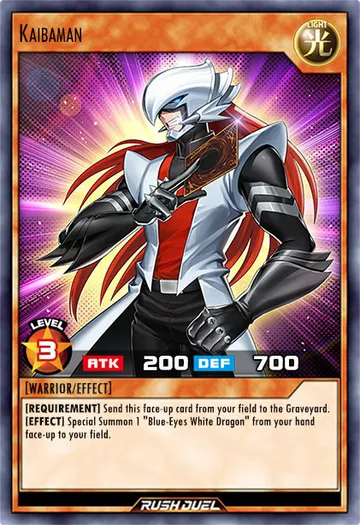 Kaibaman
LIGHT
光
LEVEL
3
ATK 200 DEF 700
[WARRIOR/EFFECT]
[REQUIREMENT] Send this face-up card from your field to the Graveyard.
[EFFECT] Special Summon 1 "Blue-Eyes White Dragon" from your hand
face-up to your field.
RUSH DUEL